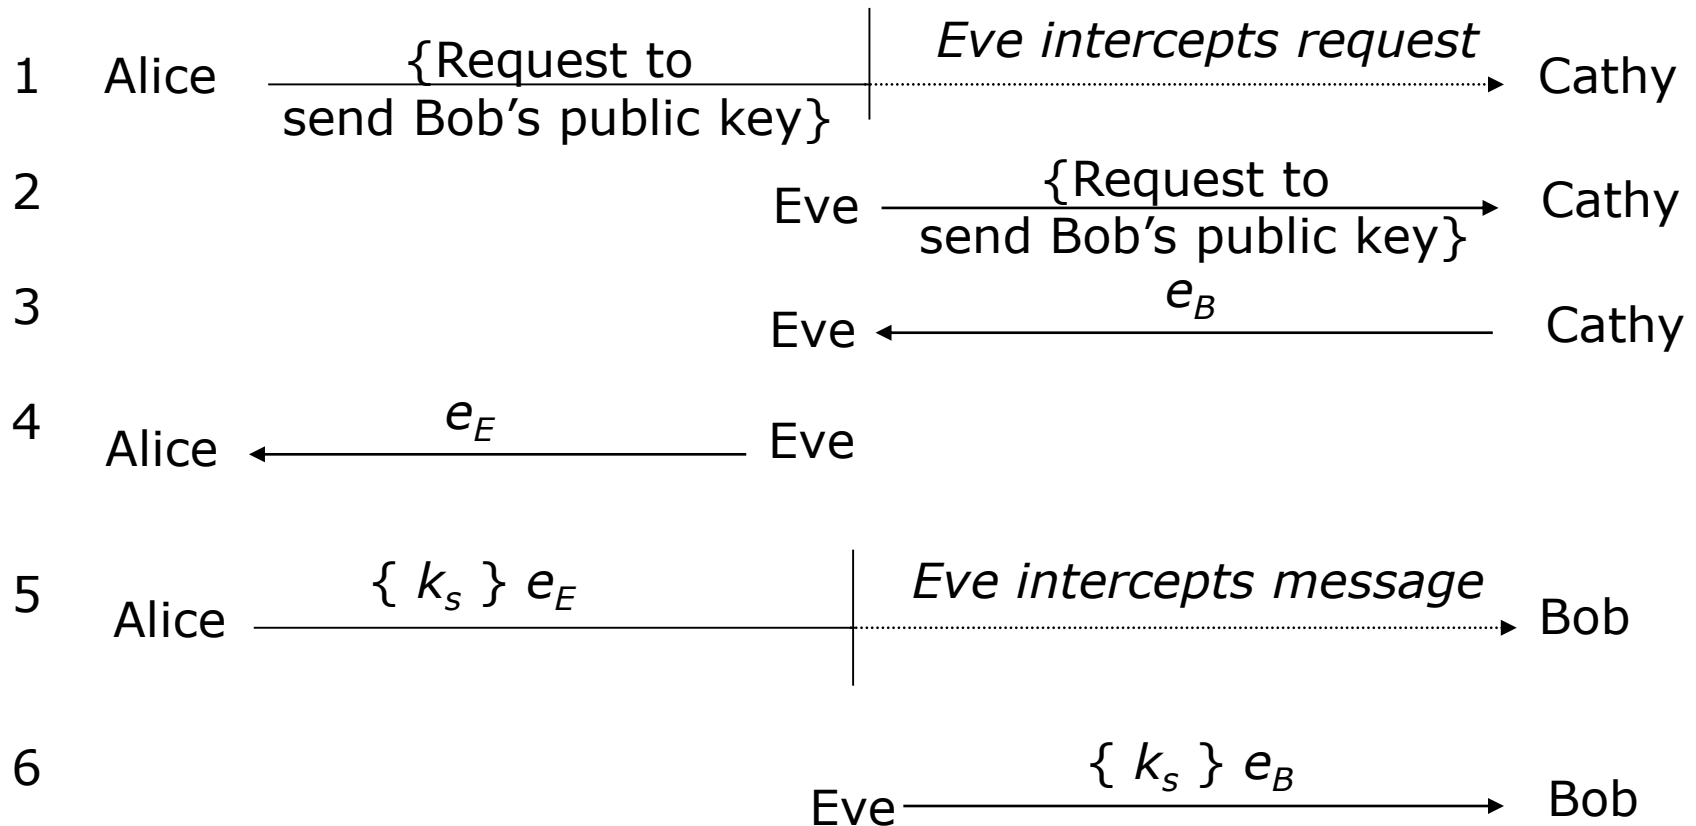 1 Alice {Request to Eve intercepts request Cathy
send Bob’s public key}
2 Eve {Request to Cathy
send Bob’s public key}
3 Eve e_B Cathy
4 Alice e_E Eve
5 Alice { k_s } e_E Eve intercepts message Bob
6 Eve { k_s } e_B Bob